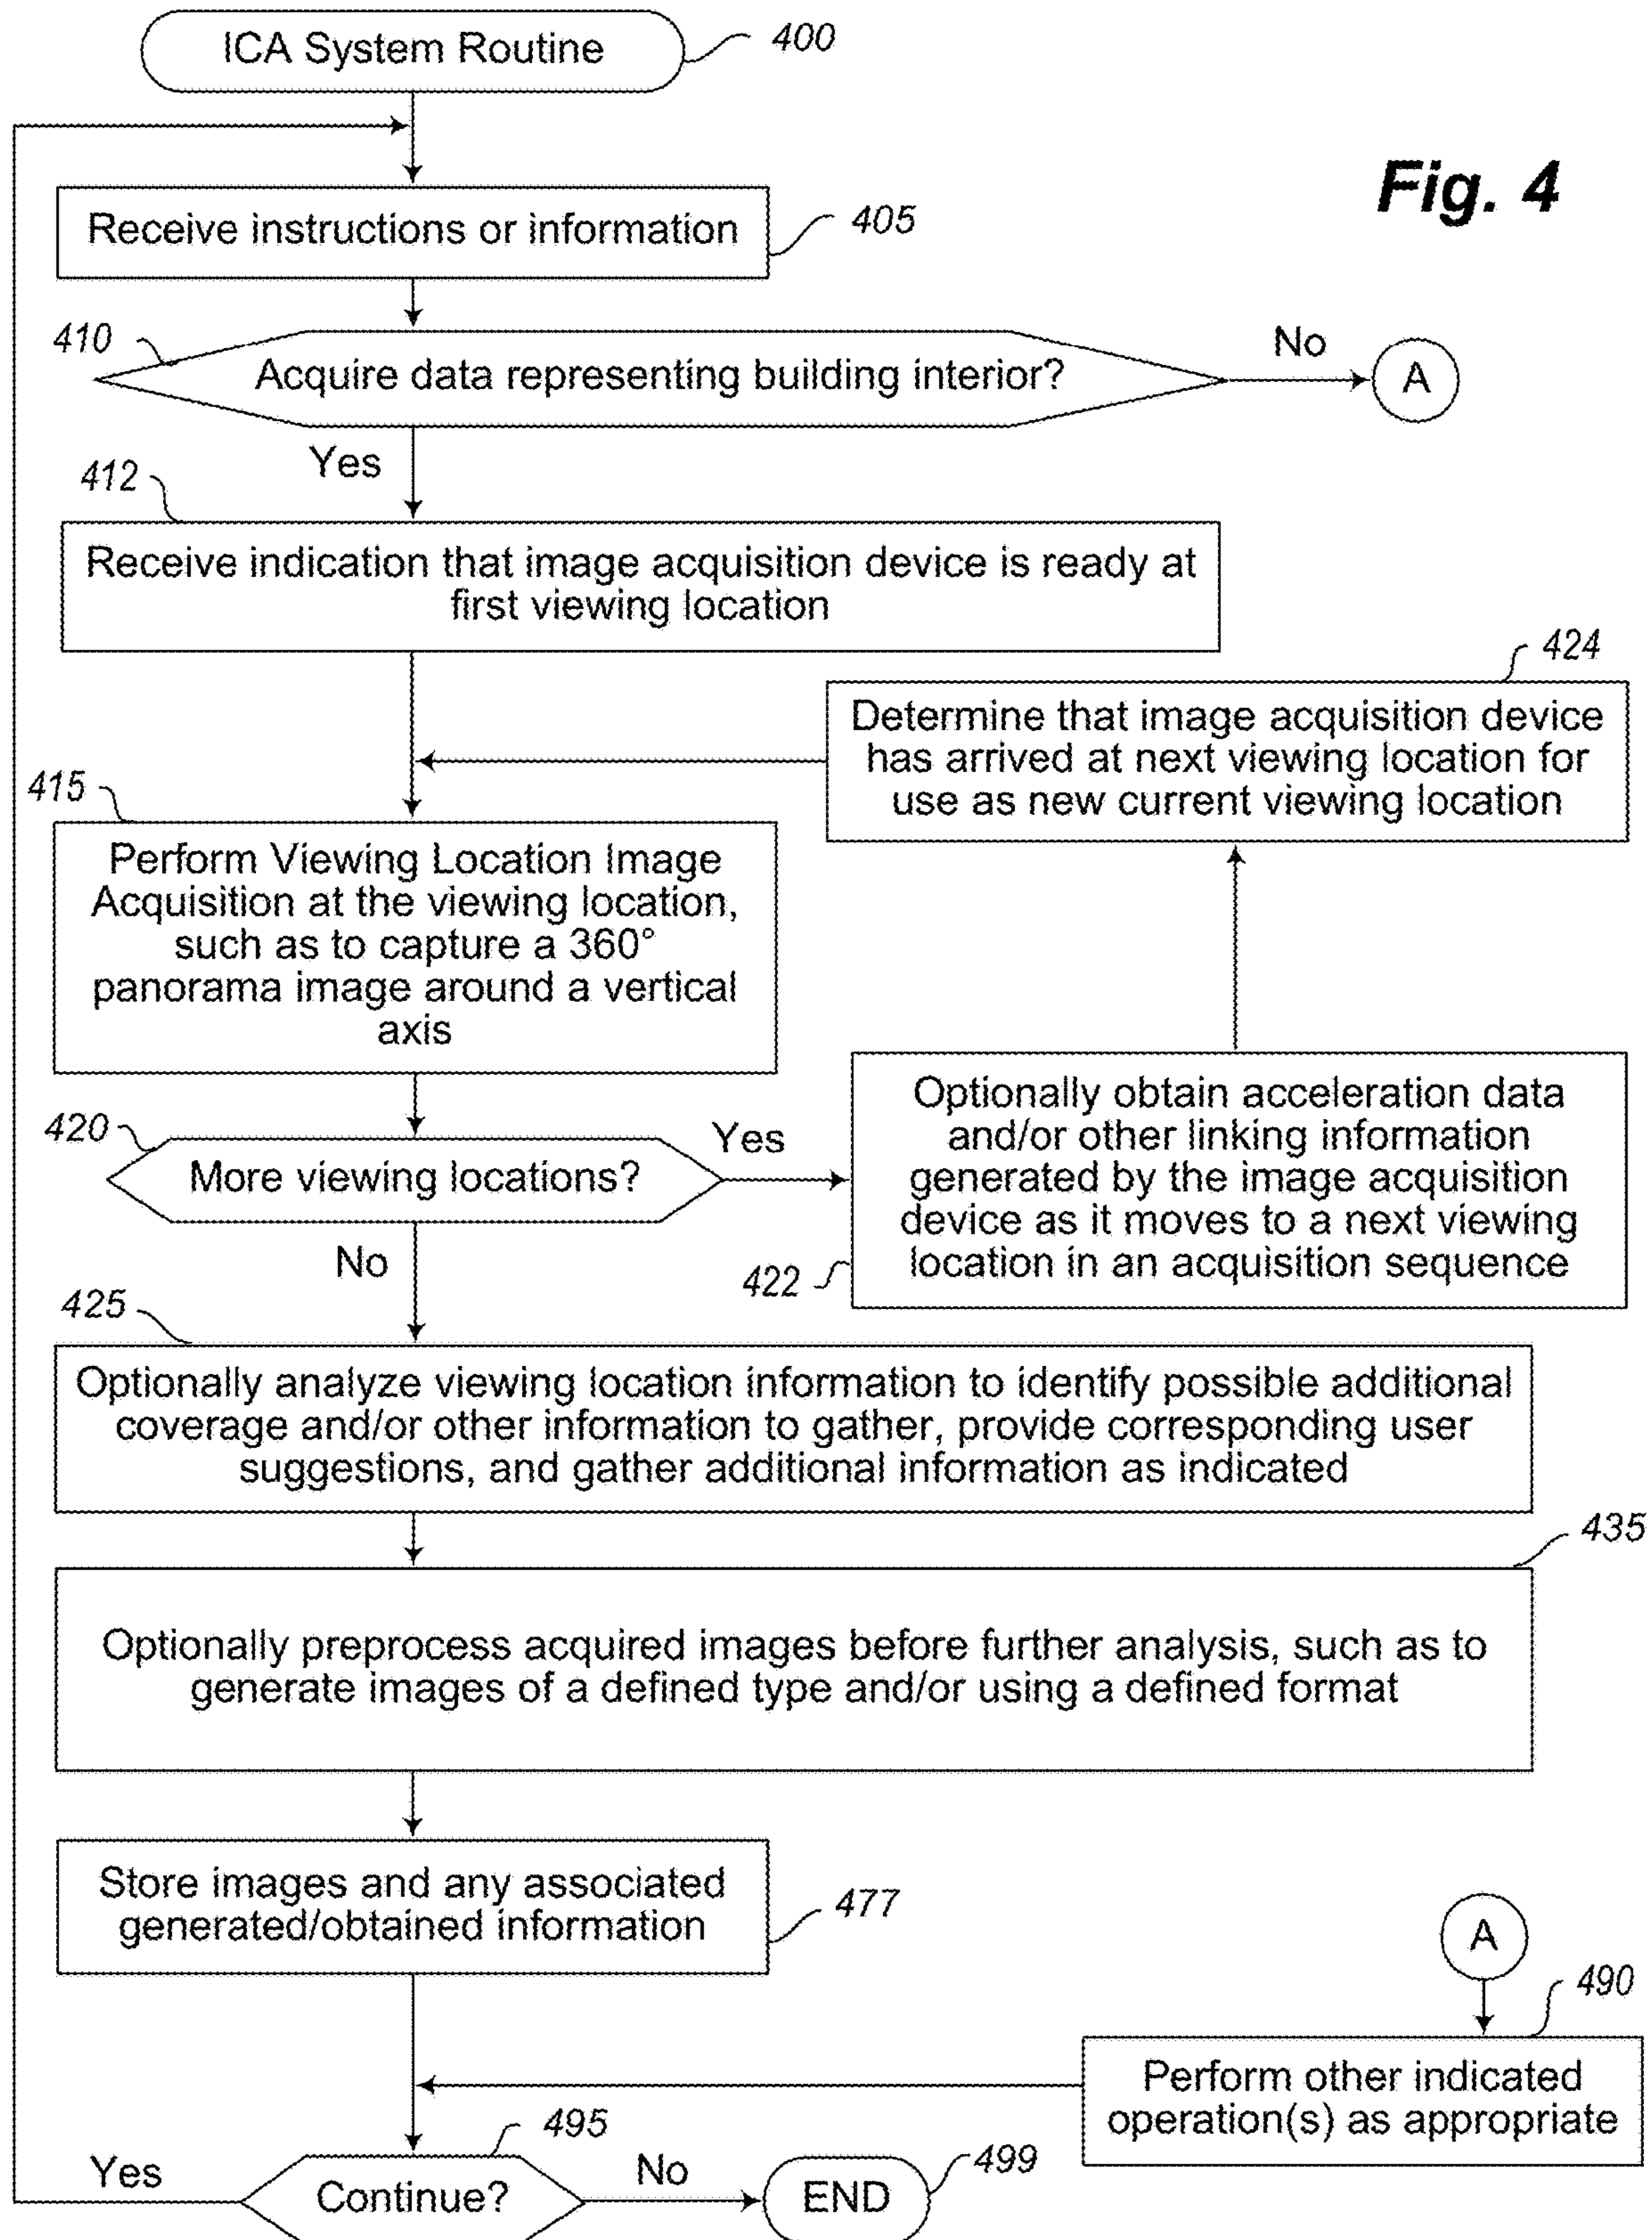 ICA System Routine
400
Fig. 4
Receive instructions or information
405
410
Acquire data representing building interior?
No
A
Yes
412
Receive indication that image acquisition device is ready at
first viewing location
424
Determine that image acquisition device
has arrived at next viewing location for
use as new current viewing location
415
Perform Viewing Location Image
Acquisition at the viewing location,
such as to capture a 360°
panorama image around a vertical
axis
420
More viewing locations?
Yes
Optionally obtain acceleration data
and/or other linking information
generated by the image acquisition
device as it moves to a next viewing
location in an acquisition sequence
422
No
425
Optionally analyze viewing location information to identify possible additional
coverage and/or other information to gather, provide corresponding user
suggestions, and gather additional information as indicated
435
Optionally preprocess acquired images before further analysis, such as to
generate images of a defined type and/or using a defined format
Store images and any associated
generated/obtained information
477
A
490
Perform other indicated
operation(s) as appropriate
495
Yes
Continue?
No
END
499